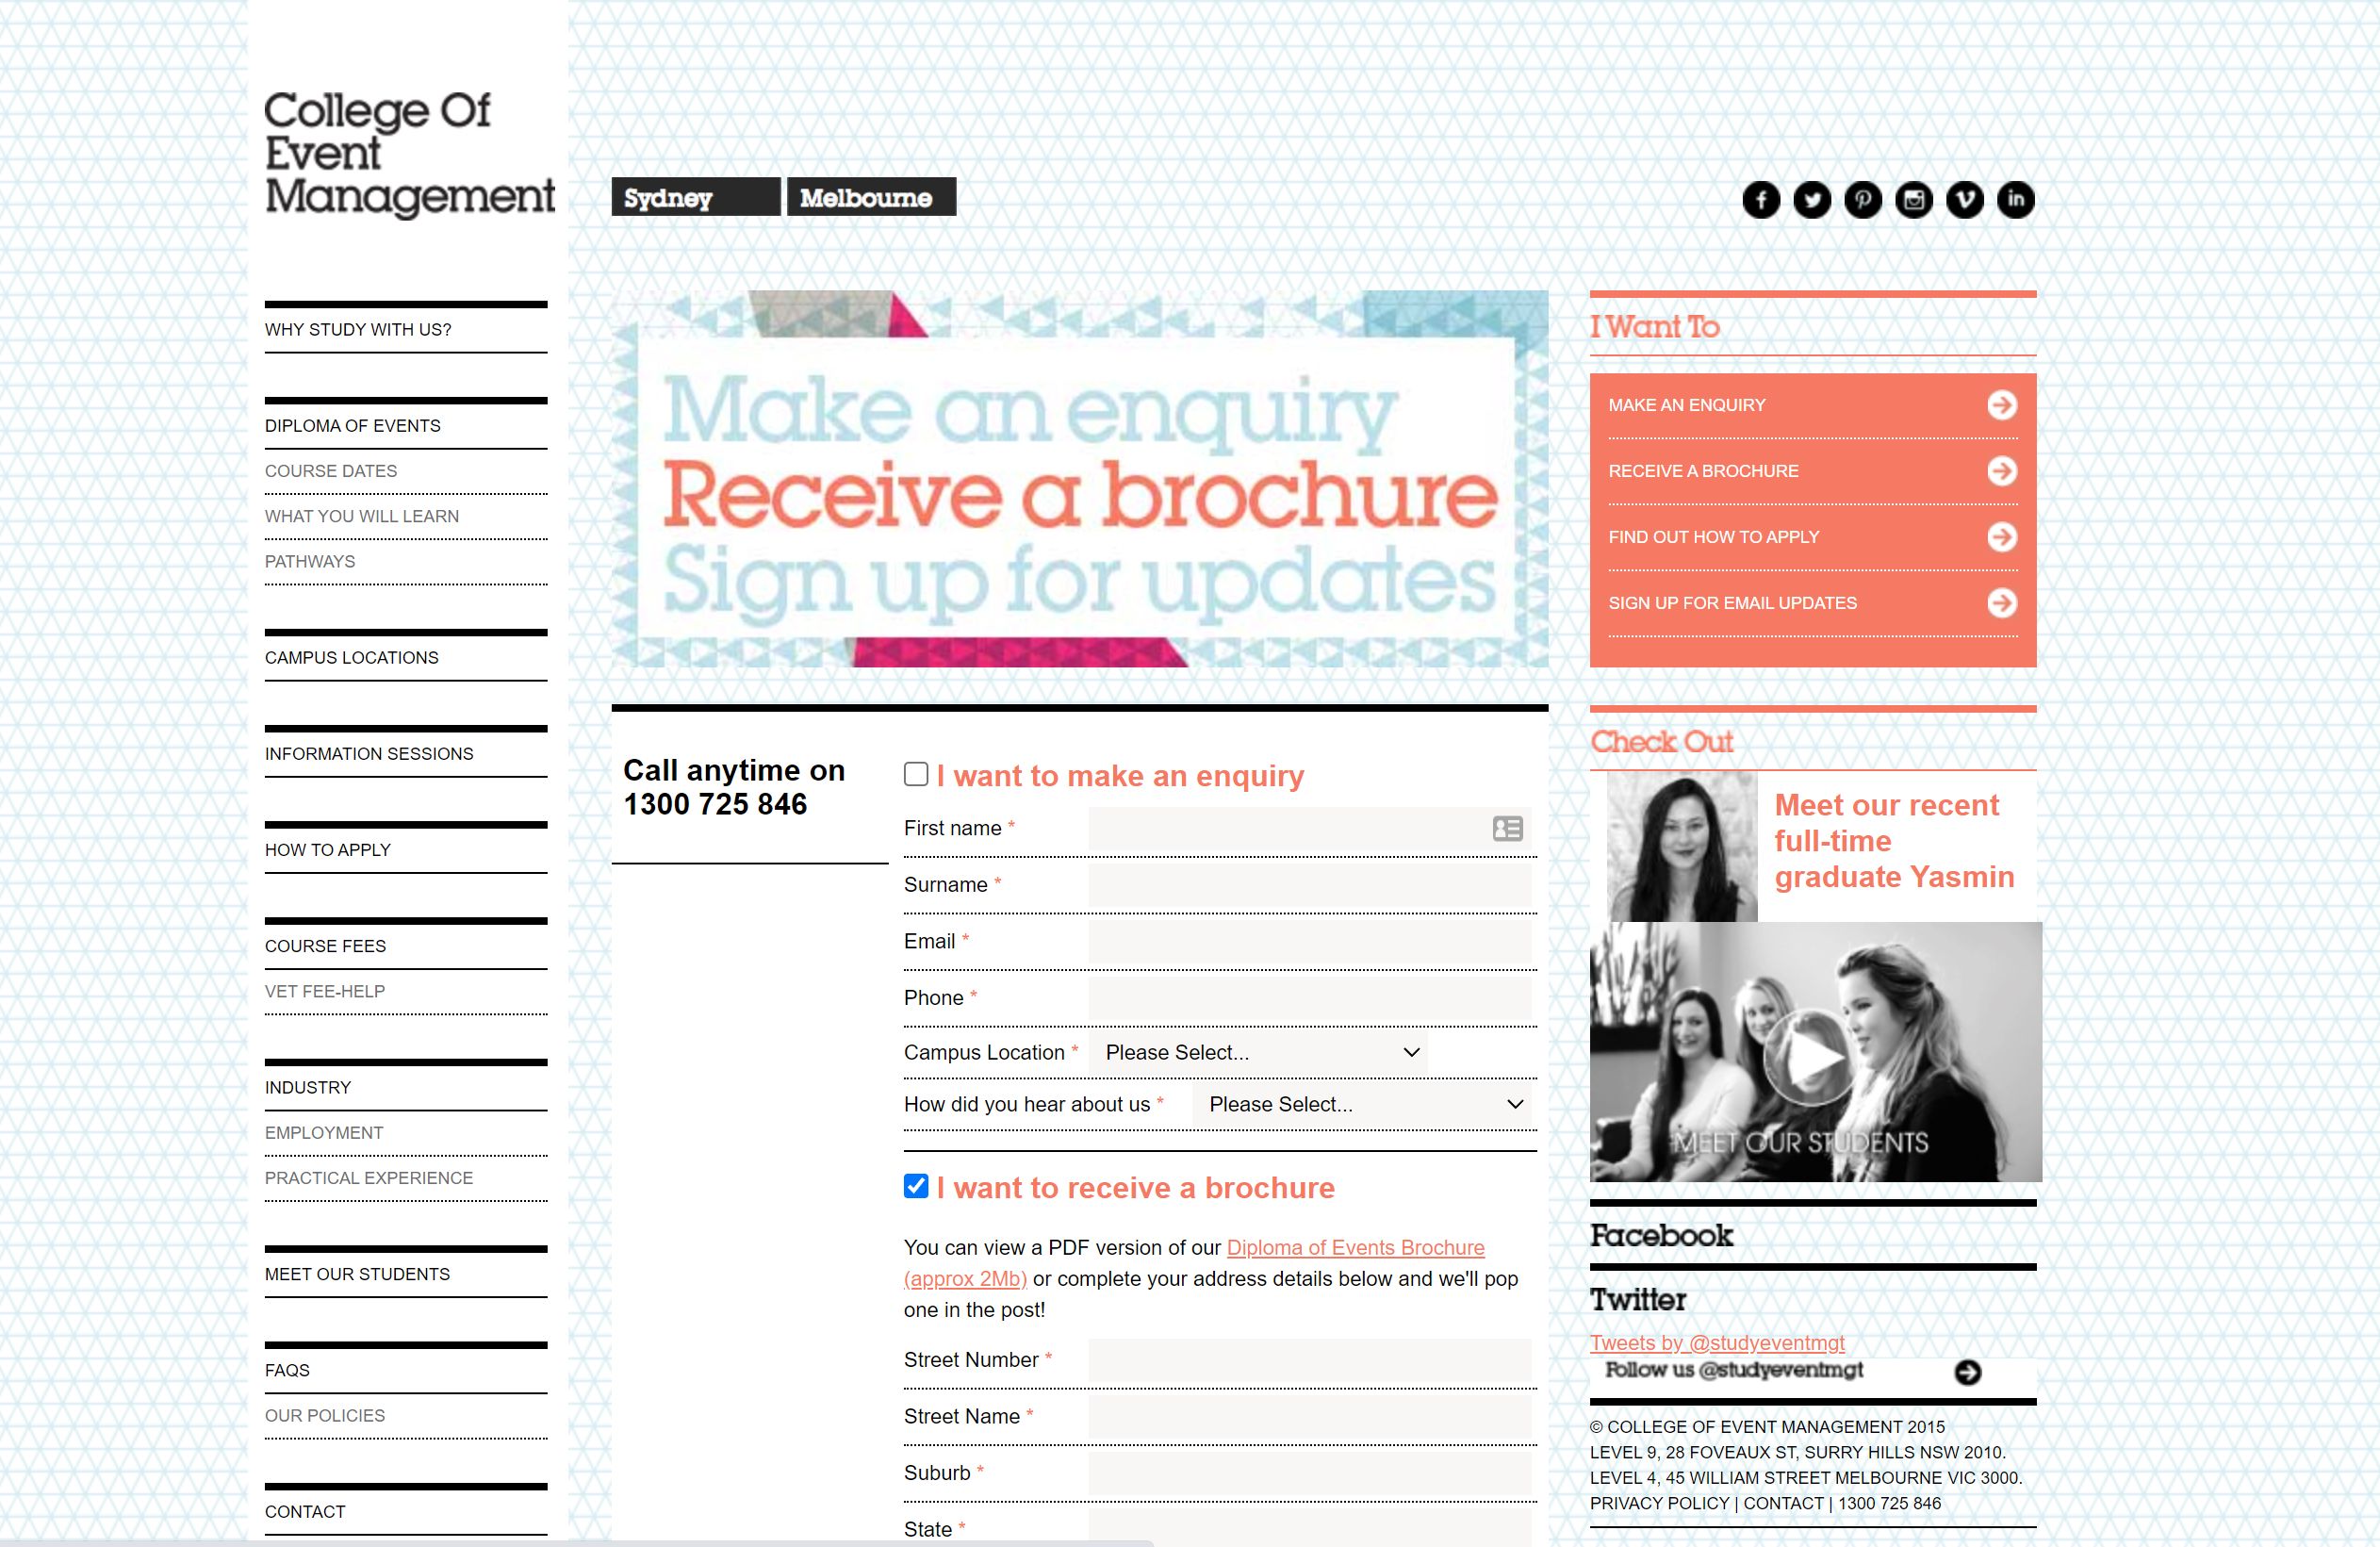 College Of
Event
Management
Sydney
Melbourne
WHY STUDY WITH US?
DIPLOMA OF EVENTS
COURSE DATES
WHAT YOU WILL LEARN
PATHWAYS
CAMPUS LOCATIONS
INFORMATION SESSIONS
HOW TO APPLY
COURSE FEES
VET FEE-HELP
INDUSTRY
EMPLOYMENT
PRACTICAL EXPERIENCE
MEET OUR STUDENTS
FAQS
OUR POLICIES
CONTACT
Make an enquiry
Receive a brochure
Sign up for updates
Call anytime on
1300 725 846
I want to make an enquiry
First name *
Surname *
Email *
Phone *
Campus Location * Please Select...
How did you hear about us * Please Select...
I want to receive a brochure
You can view a PDF version of our Diploma of Events Brochure
(approx 2Mb) or complete your address details below and we'll pop
one in the post!
Street Number *
Street Name *
Suburb *
State *
I Want To
MAKE AN ENQUIRY
RECEIVE A BROCHURE
FIND OUT HOW TO APPLY
SIGN UP FOR EMAIL UPDATES
Check Out
Meet our recent
full-time
graduate Yasmin
MEET OUR STUDENTS
Facebook
Twitter
Tweets by @studyeventmgt
Follow us @studyeventmgt
© COLLEGE OF EVENT MANAGEMENT 2015
LEVEL 9, 28 FOVEAUX ST, SURRY HILLS NSW 2010.
LEVEL 4, 45 WILLIAM STREET MELBOURNE VIC 3000.
PRIVACY POLICY | CONTACT | 1300 725 846